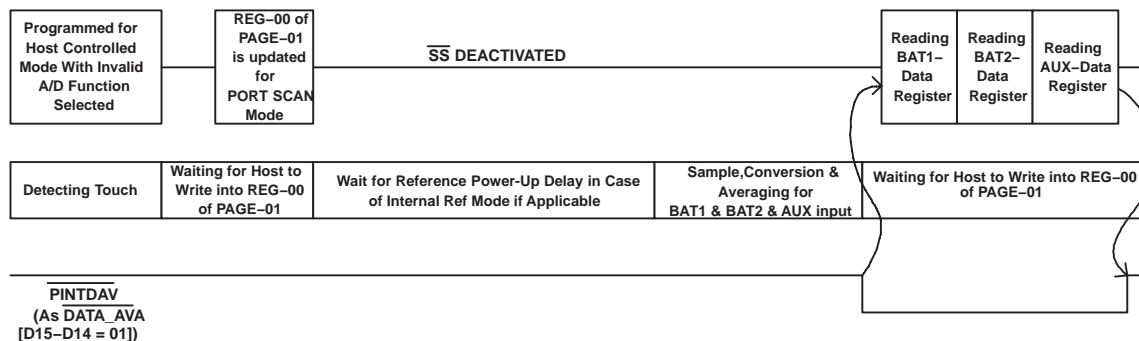 Programmed for
Host Controlled
Mode With Invalid
A/D Function
Selected
REG−00 of
PAGE−01
is updated
for
PORT SCAN
Mode
SS DEACTIVATED
Reading
BAT1−
Data
Register
Reading
BAT2−
Data
Register
Reading
AUX−Data
Register
Detecting Touch
Waiting for Host to
Write into REG−00
of PAGE−01
Wait for Reference Power-Up Delay in Case
of Internal Ref Mode if Applicable
Sample,Conversion &
Averaging for
BAT1 & BAT2 & AUX input
Waiting for Host to Write into REG−00
of PAGE−01
PINTDAV
(As DATA_AVA
[D15−D14 = 01])